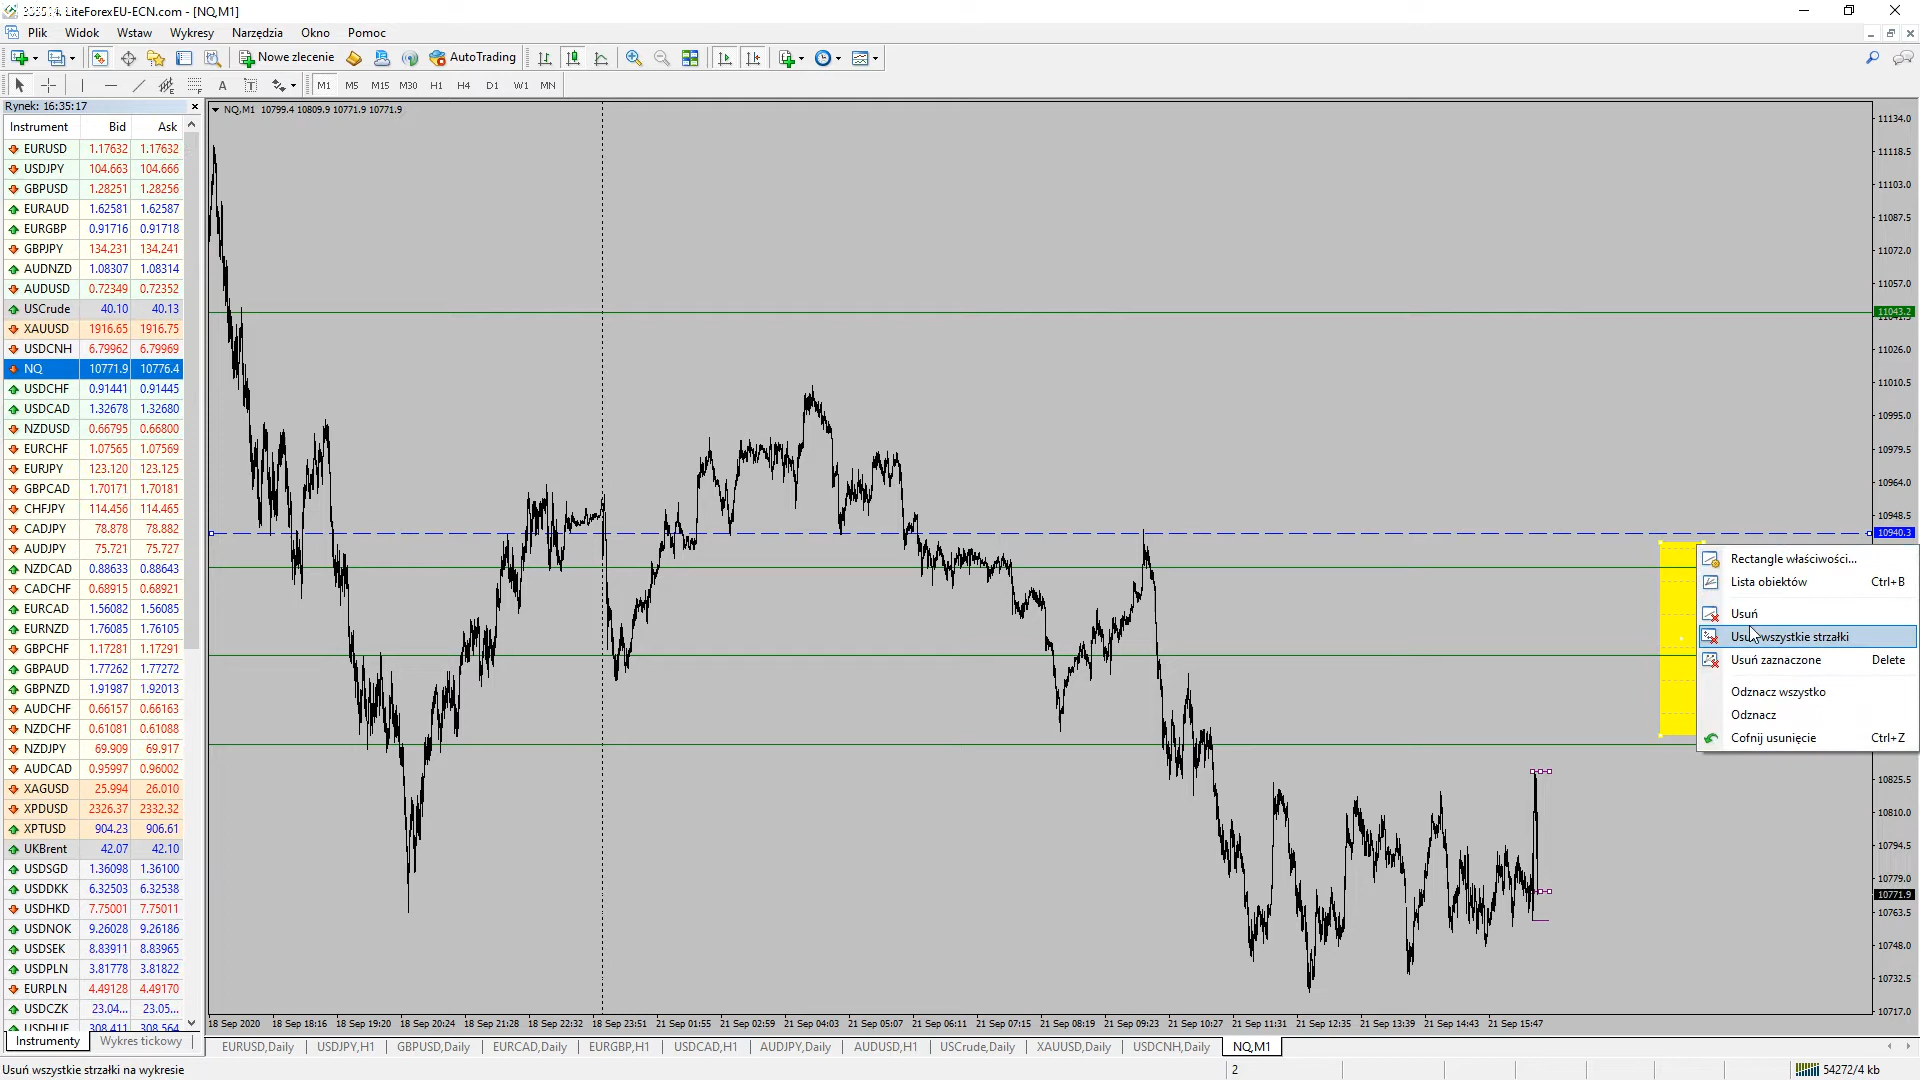 LiteForexEU-ECN.com - [NQ,M1]
Plik Widok Wstaw Wykresy Narzędzia Okno Pomoc
Nowe zlecenie AutoTrading
A T M1 M5 M15 M30 H1 H4 D1 W1 MN
Rynek: 16:35:17
Instrument Bid Ask
EURUSD 1.17632 1.17632
USDJPY 104.663 104.666
GBPUSD 1.28251 1.28256
EURAUD 1.62581 1.62587
EURGBP 0.91716 0.91718
GBPJPY 134.231 134.241
AUDNZD 1.08307 1.08314
AUDUSD 0.72349 0.72352
USCrude 40.10 40.13
XAUUSD 1916.65 1916.75
USDCNH 6.79962 6.79969
NQ 10771.9 10776.4
USDCHF 0.91441 0.91445
USDCAD 1.32678 1.32680
NZDUSD 0.66795 0.66800
EURCHF 1.07565 1.07569
EURJPY 123.120 123.125
GBPCAD 1.70171 1.70181
CHFJPY 114.456 114.465
CADJPY 78.878 78.882
AUDJPY 75.721 75.727
NZDCAD 0.88633 0.88643
CADCHF 0.68915 0.68921
EURCAD 1.56082 1.56085
EURNZD 1.76085 1.76105
GBPCHF 1.17281 1.17291
GBPAUD 1.77262 1.77272
GBPNZD 1.91987 1.92013
AUDCHF 0.66157 0.66163
NZDCHF 0.61081 0.61088
NZDJPY 69.909 69.917
AUDCAD 0.95997 0.96002
XAGUSD 25.994 26.010
XPDUSD 2326.37 2332.32
XPTUSD 904.23 906.61
UKBrent 42.07 42.10
USDSGD 1.36098 1.36100
USDDKK 6.32503 6.32538
USDHKD 7.75001 7.75011
USDNOK 9.26028 9.26186
USDSEK 8.83911 8.83965
USDPLN 3.81778 3.81822
EURPLN 4.49128 4.49170
USDCZK 23.04... 23.05...
USDHUF 308.411 308.564
Instrumenty Wykres tickowy
NQ,M1 10799.4 10809.9 10771.9 10771.9
11134.0
11118.5
11103.0
11087.5
11072.0
11057.0
11043.2
11026.0
11010.5
10995.0
10979.5
10964.0
10948.5
10940.3
Rectangle właściwości...
Lista obiektów Ctrl+B
Usuń
wszystkie strzałki
Usuń zaznaczone Delete
Odznacz wszystko
Odznacz
Cofnij usunięcie Ctrl+Z
10825.5
10810.0
10794.5
10779.0
10771.9
10763.5
10748.0
10732.5
10717.0
18 Sep 2020 18 Sep 18:16 18 Sep 19:20 18 Sep 20:24 18 Sep 21:28 18 Sep 22:32 18 Sep 23:51 21 Sep 01:55 21 Sep 02:59 21 Sep 04:03 21 Sep 05:07 21 Sep 06:11 21 Sep 07:15 21 Sep 08:19 21 Sep 09:23 21 Sep 10:27 21 Sep 11:31 21 Sep 12:35 21 Sep 13:39 21 Sep 14:43 21 Sep 15:47
EURUSD,Daily USDJPY,H1 GBPUSD,Daily EURCAD,Daily EURGBP,H1 USDCAD,H1 AUDJPY,Daily AUDUSD,H1 USCrude,Daily XAUUSD,Daily USDCNH,Daily NQ,M1
Usuń wszystkie strzałki na wykresie
2
54272/4 kb